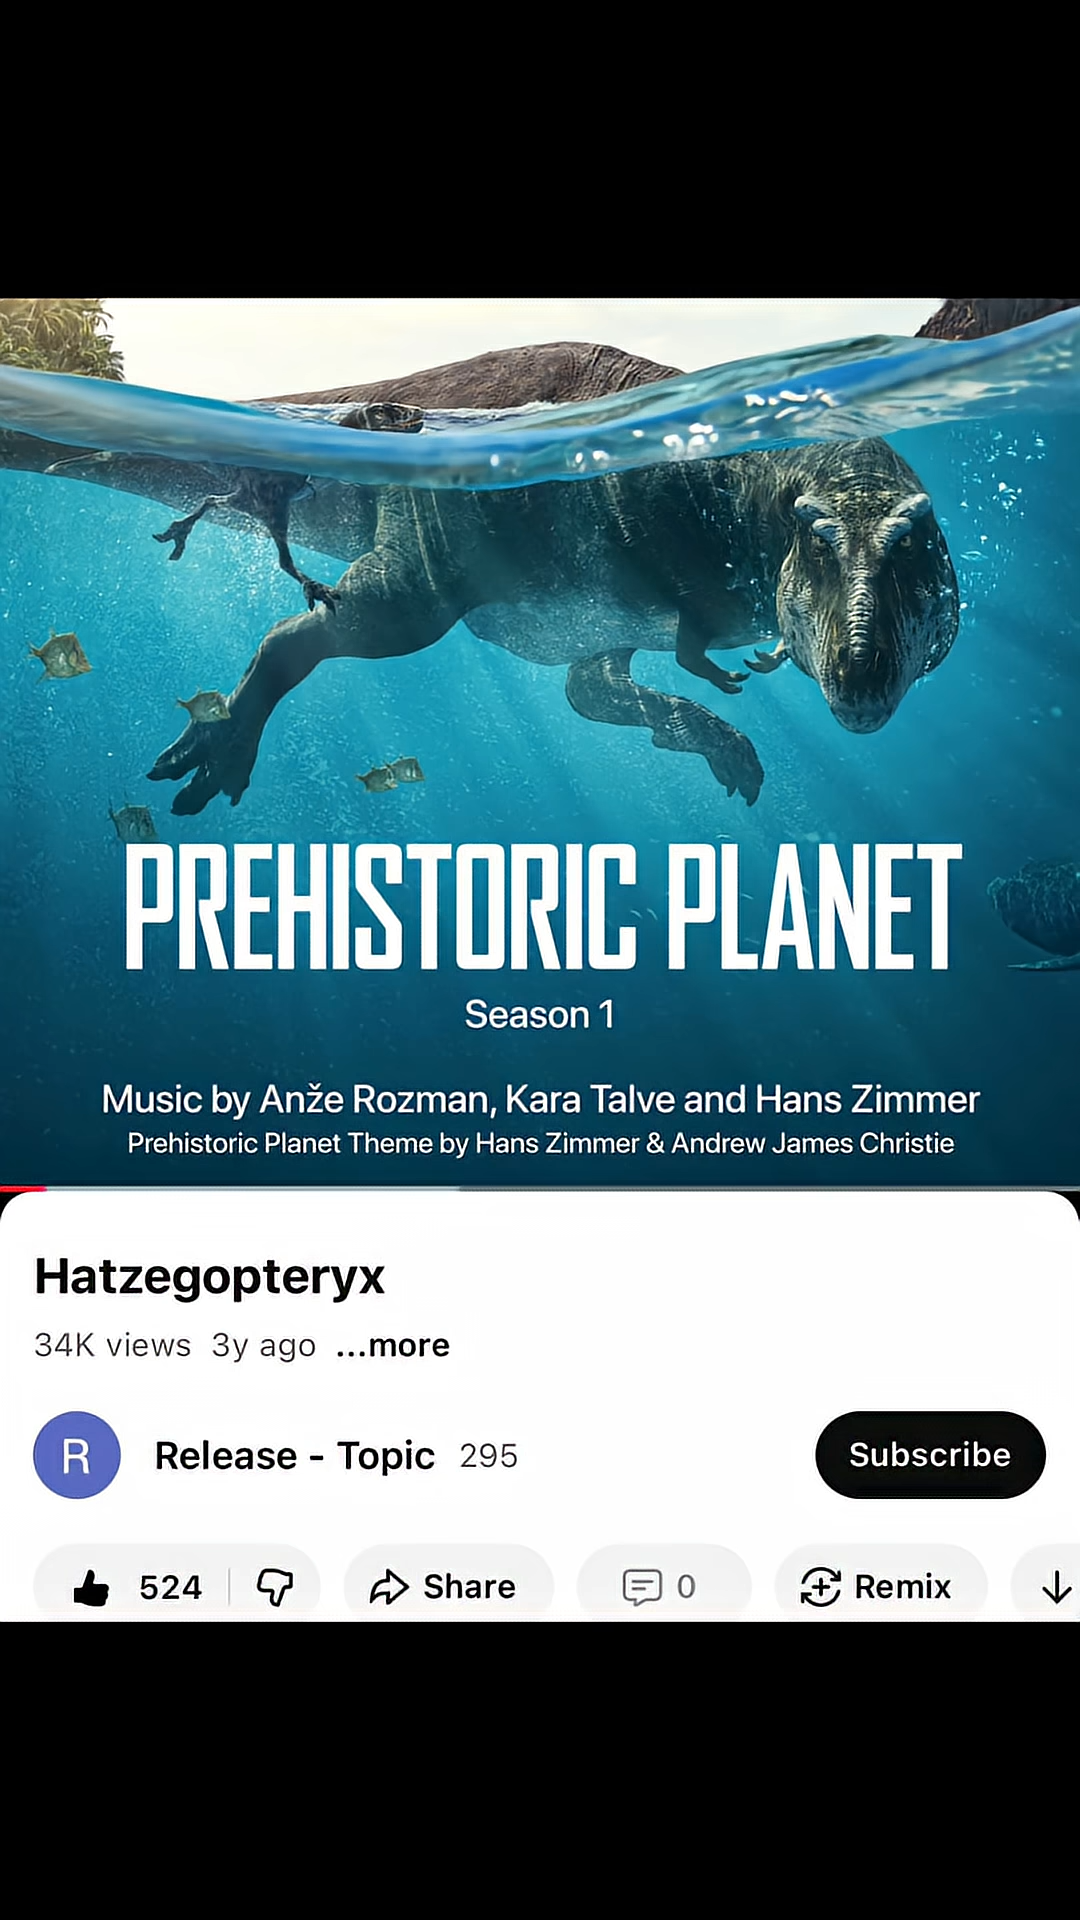 PREHISTORIC PLANET
Season 1
Music by Anže Rozman, Kara Talve and Hans Zimmer
Prehistoric Planet Theme by Hans Zimmer & Andrew James Christie
Hatzegopteryx
34K views 3y ago ...more
R Release - Topic 295 Subscribe
524 Share 0 Remix